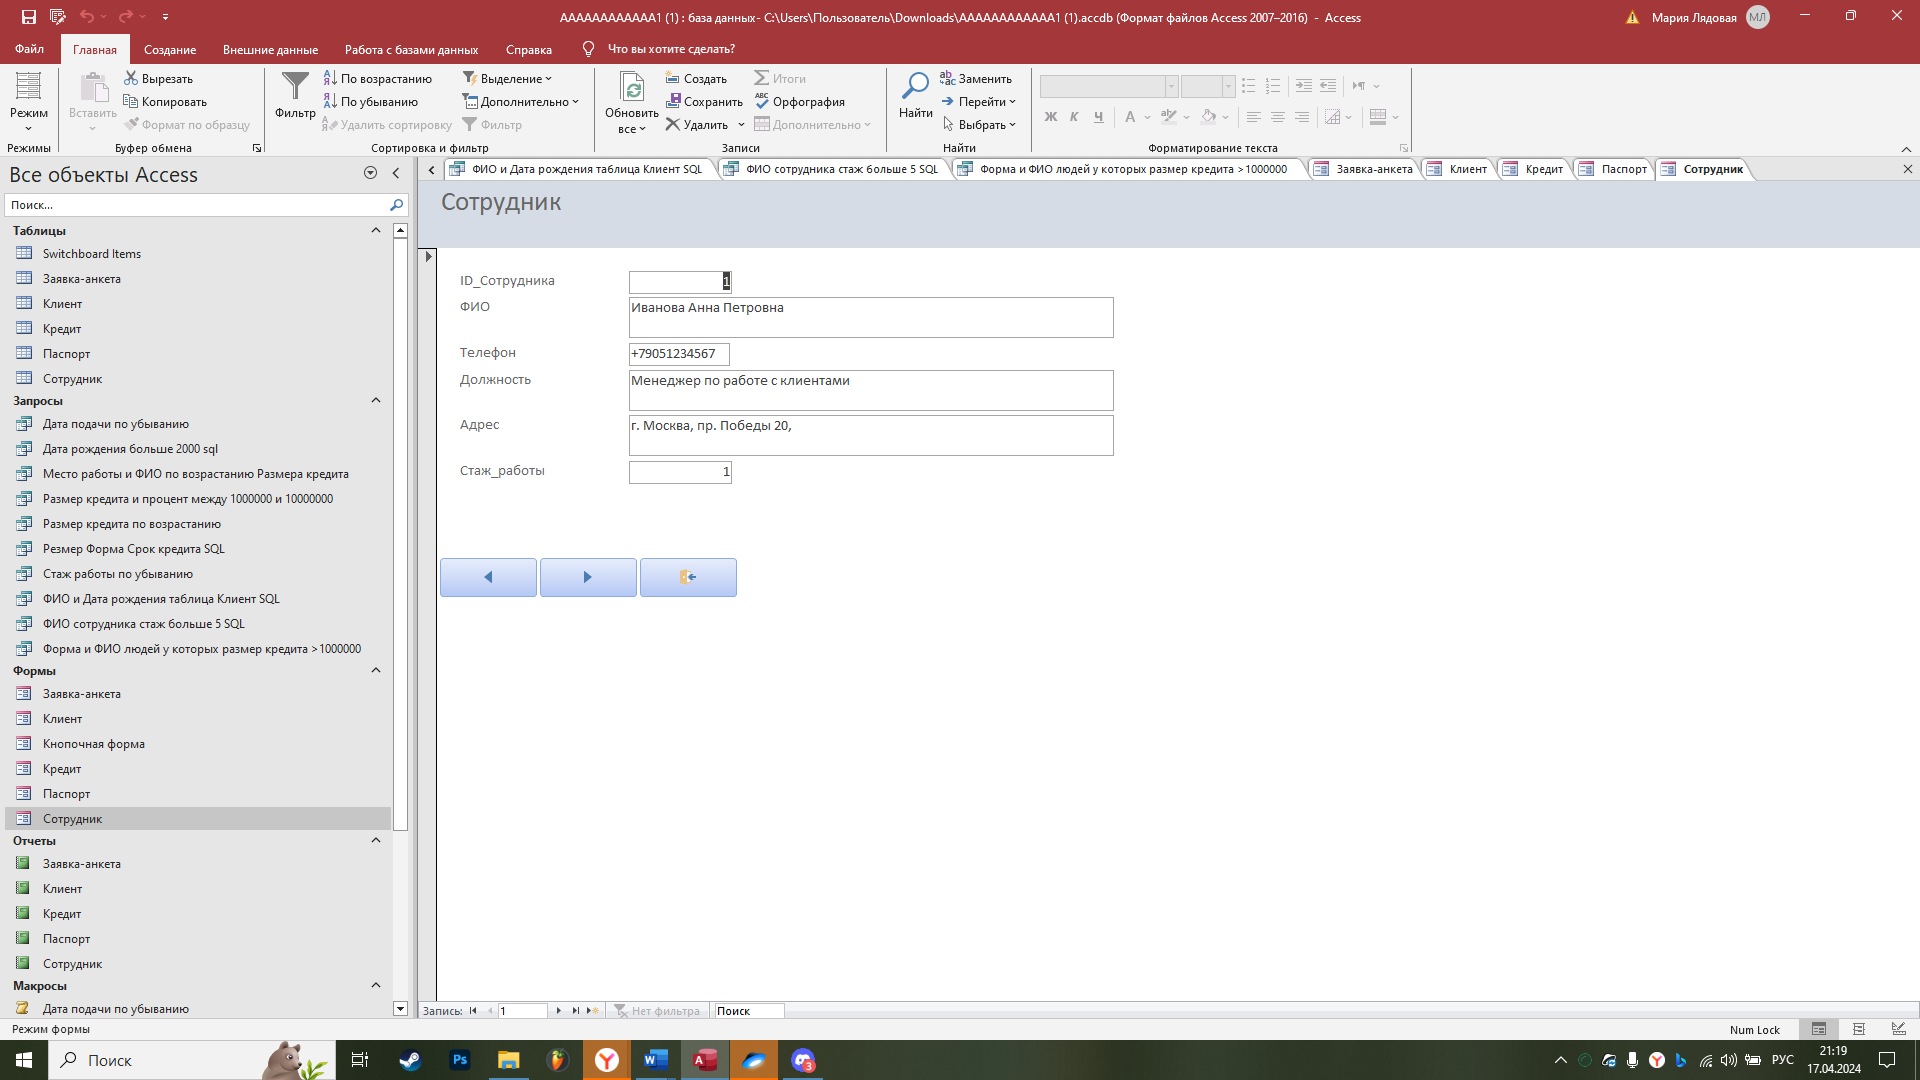 АААААААААААА1 (1) : база данных- C:\Users\Пользователь\Downloads\АААААААААААА1 (1).accdb (Формат файлов Access 2007–2016) - Access
Мария Лядовая
МЛ
Файл
Главная
Создание
Внешние данные
Работа с базами данных
Справка
Что вы хотите сделать?
Режим
Режимы
Вставить
Вырезать
Копировать
Формат по образцу
Буфер обмена
Фильтр
По возрастанию
По убыванию
Удалить сортировку
Выделение
Дополнительно
Фильтр
Сортировка и фильтр
Обновить все
Создать
Сохранить
Удалить
Итоги
Орфография
Дополнительно
Записи
Найти
Заменить
Перейти
Выбрать
Найти
Ж К Ч А
Форматирование текста
Все объекты Access
Поиск...
Таблицы
Switchboard Items
Заявка-анкета
Клиент
Кредит
Паспорт
Сотрудник
Запросы
Дата подачи по убыванию
Дата рождения больше 2000 sql
Место работы и ФИО по возрастанию Размера кредита
Размер кредита и процент между 1000000 и 10000000
Размер кредита по возрастанию
Резмер Форма Срок кредита SQL
Стаж работы по убыванию
ФИО и Дата рождения таблица Клиент SQL
ФИО сотрудника стаж больше 5 SQL
Форма и ФИО людей у которых размер кредита >1000000
Формы
Заявка-анкета
Клиент
Кнопочная форма
Кредит
Паспорт
Сотрудник
Отчеты
Заявка-анкета
Клиент
Кредит
Паспорт
Сотрудник
Макросы
Дата подачи по убыванию
ФИО и Дата рождения таблица Клиент SQL
ФИО сотрудника стаж больше 5 SQL
Форма и ФИО людей у которых размер кредита >1000000
Заявка-анкета
Клиент
Кредит
Паспорт
Сотрудник
Сотрудник
ID_Сотрудника 1
ФИО Иванова Анна Петровна
Телефон +79051234567
Должность Менеджер по работе с клиентами
Адрес г. Москва, пр. Победы 20,
Стаж_работы 1
Запись: 1 Нет фильтра Поиск
Режим формы
Num Lock
Поиск
Ps
3
РУС
21:19
17.04.2024